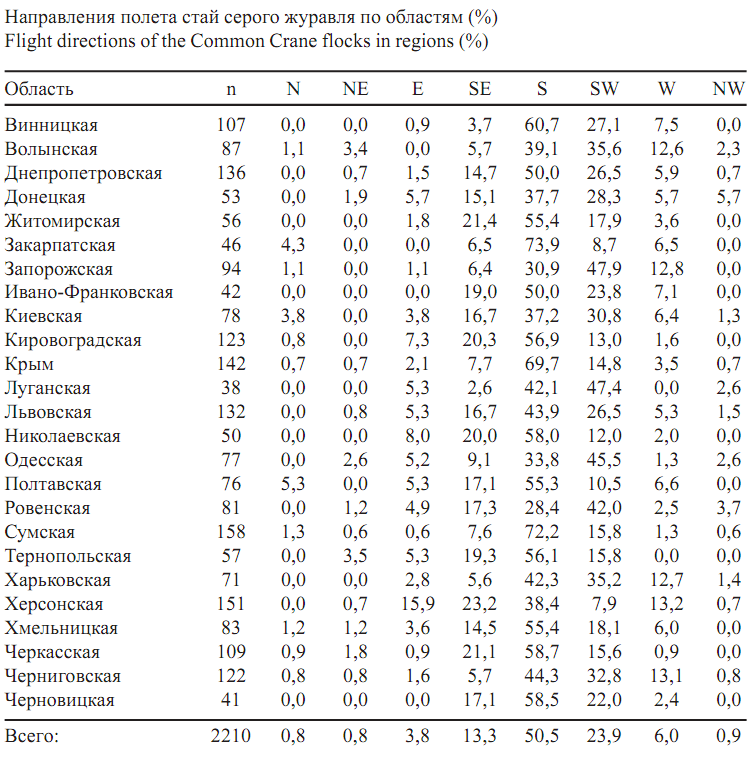 Направления полета стай серого журавля по областям (%)
Flight directions of the Common Crane flocks in regions (%)
Область n N NE E SE S SW W NW
Винницкая 107 0,0 0,0 0,9 3,7 60,7 27,1 7,5 0,0
Волынская 87 1,1 3,4 0,0 5,7 39,1 35,6 12,6 2,3
Днепропетровская 136 0,0 0,7 1,5 14,7 50,0 26,5 5,9 0,7
Донецкая 53 0,0 1,9 5,7 15,1 37,7 28,3 5,7 5,7
Житомирская 56 0,0 0,0 1,8 21,4 55,4 17,9 3,6 0,0
Закарпатская 46 4,3 0,0 0,0 6,5 73,9 8,7 6,5 0,0
Запорожская 94 1,1 0,0 1,1 6,4 30,9 47,9 12,8 0,0
Ивано-Франковская 42 0,0 0,0 0,0 19,0 50,0 23,8 7,1 0,0
Киевская 78 3,8 0,0 3,8 16,7 37,2 30,8 6,4 1,3
Кировоградская 123 0,8 0,0 7,3 20,3 56,9 13,0 1,6 0,0
Крым 142 0,7 0,7 2,1 7,7 69,7 14,8 3,5 0,7
Луганская 38 0,0 0,0 5,3 2,6 42,1 47,4 0,0 2,6
Львовская 132 0,0 0,8 5,3 16,7 43,9 26,5 5,3 1,5
Николаевская 50 0,0 0,0 8,0 20,0 58,0 12,0 2,0 0,0
Одесская 77 0,0 2,6 5,2 9,1 33,8 45,5 1,3 2,6
Полтавская 76 5,3 0,0 5,3 17,1 55,3 10,5 6,6 0,0
Ровенская 81 0,0 1,2 4,9 17,3 28,4 42,0 2,5 3,7
Сумская 158 1,3 0,6 0,6 7,6 72,2 15,8 1,3 0,6
Тернопольская 57 0,0 3,5 5,3 19,3 56,1 15,8 0,0 0,0
Харьковская 71 0,0 0,0 2,8 5,6 42,3 35,2 12,7 1,4
Херсонская 151 0,0 0,7 15,9 23,2 38,4 7,9 13,2 0,7
Хмельницкая 83 1,2 1,2 3,6 14,5 55,4 18,1 6,0 0,0
Черкасская 109 0,9 1,8 0,9 21,1 58,7 15,6 0,9 0,0
Черниговская 122 0,8 0,8 1,6 5,7 44,3 32,8 13,1 0,8
Черновицкая 41 0,0 0,0 0,0 17,1 58,5 22,0 2,4 0,0
Всего: 2210 0,8 0,8 3,8 13,3 50,5 23,9 6,0 0,9